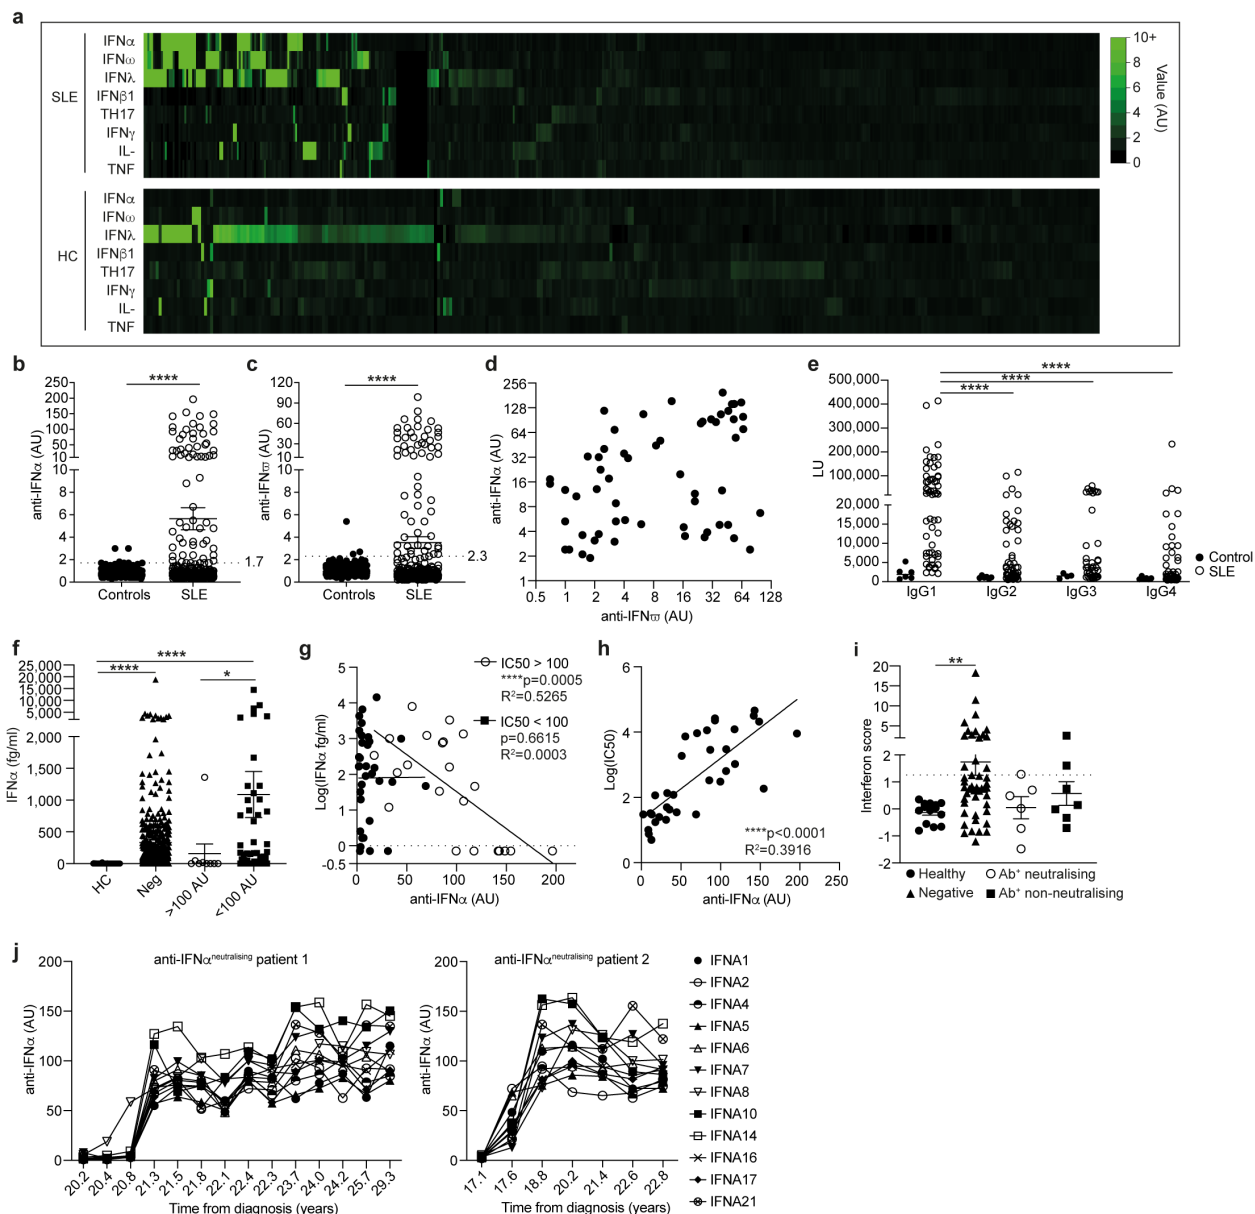 a
SLE
IFNα
IFNω
IFNλ
IFNβ1
TH17
IFNγ
IL-
TNF
HC
IFNα
IFNω
IFNλ
IFNβ1
TH17
IFNγ
IL-
TNF
10+
8
6
4
2
0
Value (AU)
b
anti-IFNα (AU)
250
200
150
100
50
10
10
8
6
4
2
0
****
1.7
Controls
SLE
c
anti-IFNϖ (AU)
120
90
60
30
10
10
8
6
4
2
0
****
2.3
Controls
SLE
d
anti-IFNα (AU)
256
128
64
32
16
8
4
2
1
0.5 1 2 4 8 16 32 64 128
anti-IFNϖ (AU)
e
LU
500,000
400,000
300,000
200,000
100,000
20,000
15,000
10,000
5,000
0
****
****
****
IgG1 IgG2 IgG3 IgG4
Control
SLE
f
IFNα (fg/ml)
25,000
20,000
15,000
10,000
5,000
2,000
1,500
1,000
500
0
****
****
*
HC
Neg
>100 AU
<100 AU
g
Log(IFNα fg/ml)
5
4
3
2
1
0
-0.5
0 50 100 150 200
anti-IFNα (AU)
IC50 > 100
****p=0.0005
R²=0.5265
IC50 < 100
p=0.6615
R²=0.0003
h
Log(IC50)
6
4
2
0
0 50 100 150 200 250
anti-IFNα (AU)
****p<0.0001
R²=0.3916
i
Interferon score
20
15
10
5
2
2
1
0
-1
-2
**
Healthy
Negative
Ab⁺ neutralising
Ab⁺ non-neutralising
j
anti-IFNαⁿᵉᵘᵗʳᵃˡⁱˢⁱⁿᵍ patient 1
anti-IFNα (AU)
200
150
100
50
0
20.2 20.4 20.8 21.3 21.5 21.8 22.1 22.4 22.3 23.7 24.0 24.2 25.7 29.3
Time from diagnosis (years)
anti-IFNαⁿᵉᵘᵗʳᵃˡⁱˢⁱⁿᵍ patient 2
anti-IFNα (AU)
200
150
100
50
0
17.1 17.6 18.8 20.2 21.4 22.6 22.8
Time from diagnosis (years)
IFNA1
IFNA2
IFNA4
IFNA5
IFNA6
IFNA7
IFNA8
IFNA10
IFNA14
IFNA16
IFNA17
IFNA21